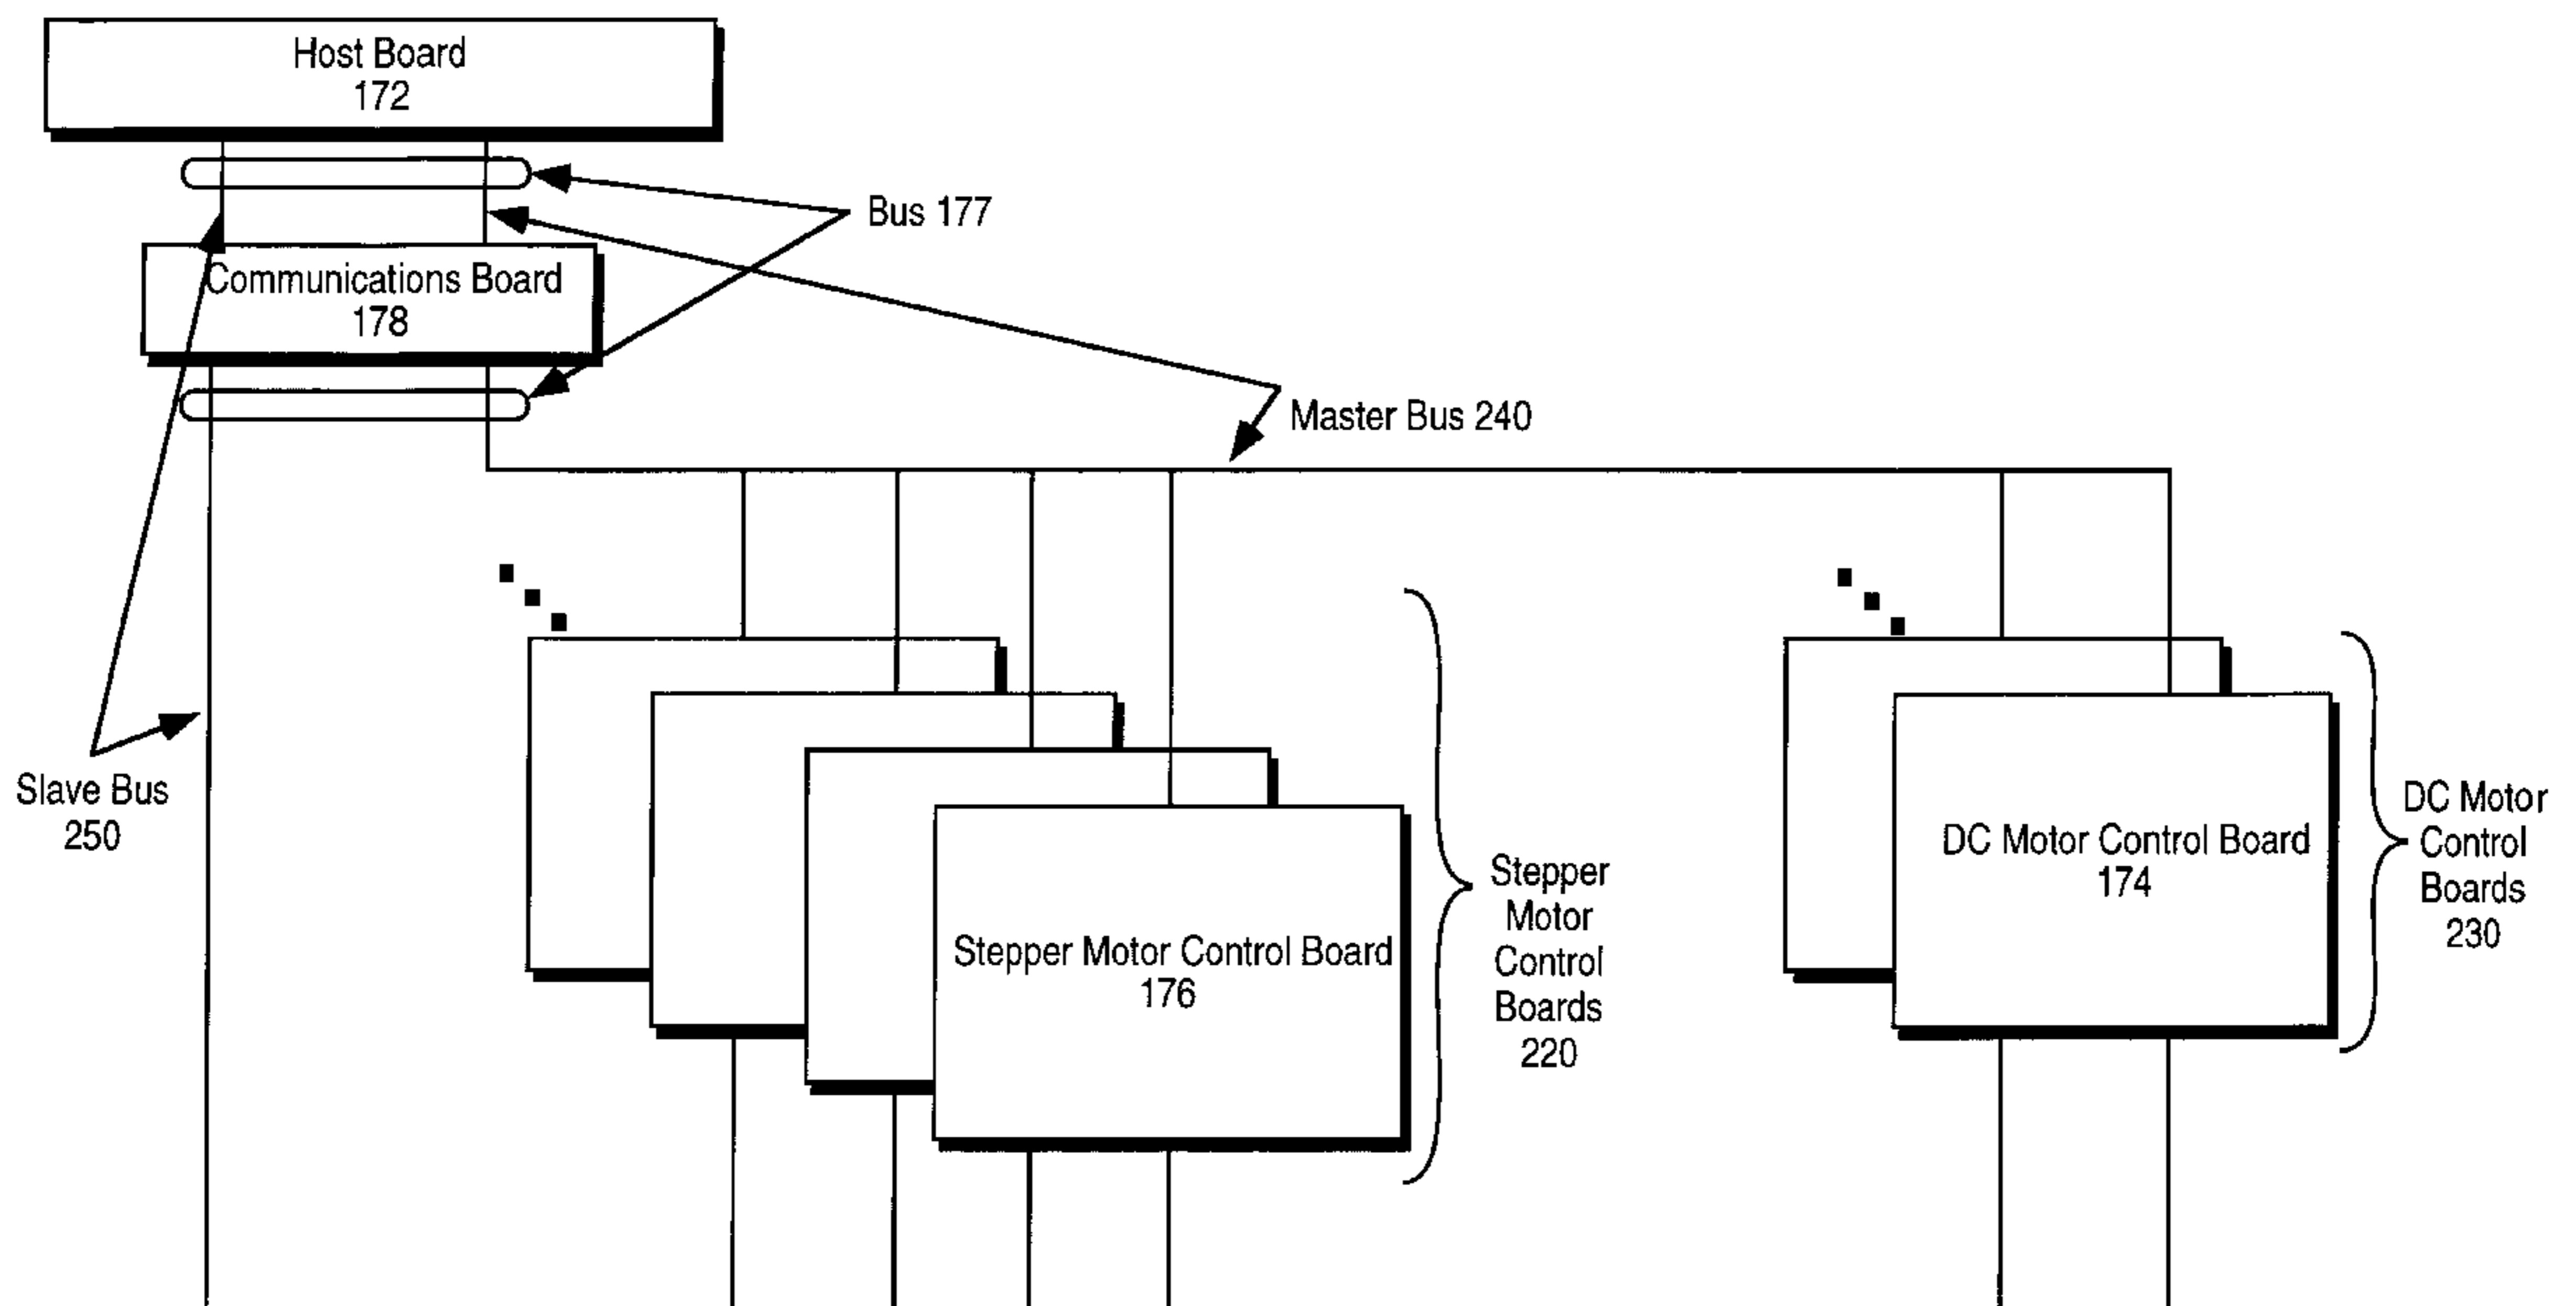 Host Board
172
Bus 177
Communications Board
178
Master Bus 240
Slave Bus
250
Stepper Motor Control Board
176
Stepper
Motor
Control
Boards
220
DC Motor Control Board
174
DC Motor
Control
Boards
230